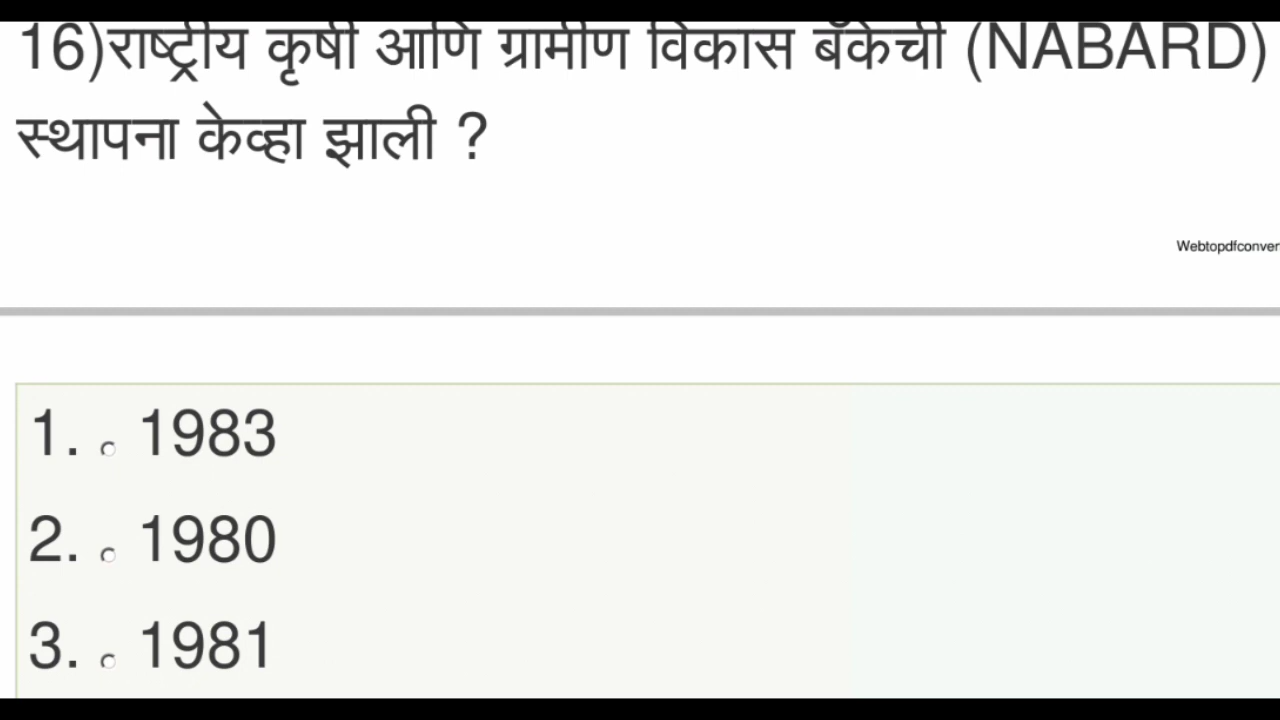 16)राष्ट्रीय कृषी आणि ग्रामीण विकास बँकेची (NABARD)
स्थापना केव्हा झाली ?
Webtopdfconver
1. 1983
2. 1980
3. 1981